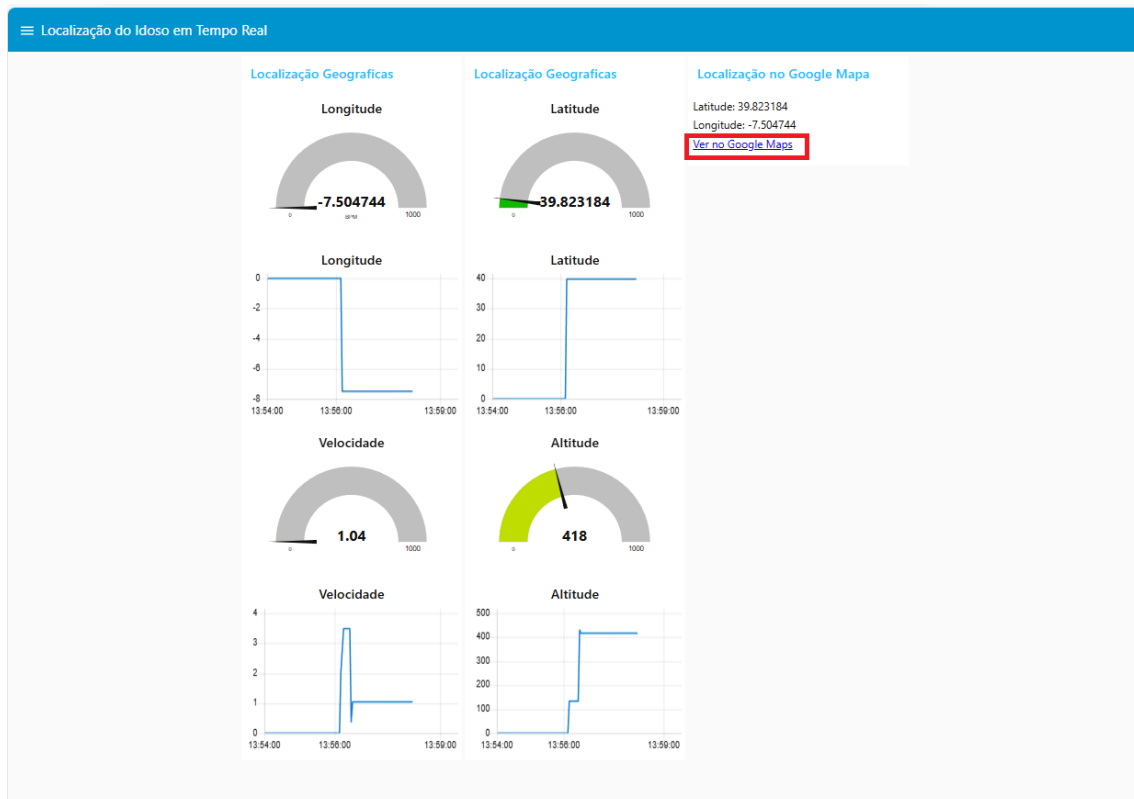 Localização do Idoso em Tempo Real
Localização Geograficas
Longitude
-7.504744
BPM
0
1000
Longitude
0
-2
-4
-6
-8
13:54:00
13:56:00
13:59:00
Velocidade
1.04
0
1000
Velocidade
4
3
2
1
0
13:54:00
13:56:00
13:59:00
Localização Geograficas
Latitude
39.823184
0
1000
Latitude
40
30
20
10
0
13:54:00
13:56:00
13:59:00
Altitude
418
0
1000
Altitude
500
400
300
200
100
0
13:54:00
13:56:00
13:59:00
Localização no Google Mapa
Latitude: 39.823184
Longitude: -7.504744
Ver no Google Maps